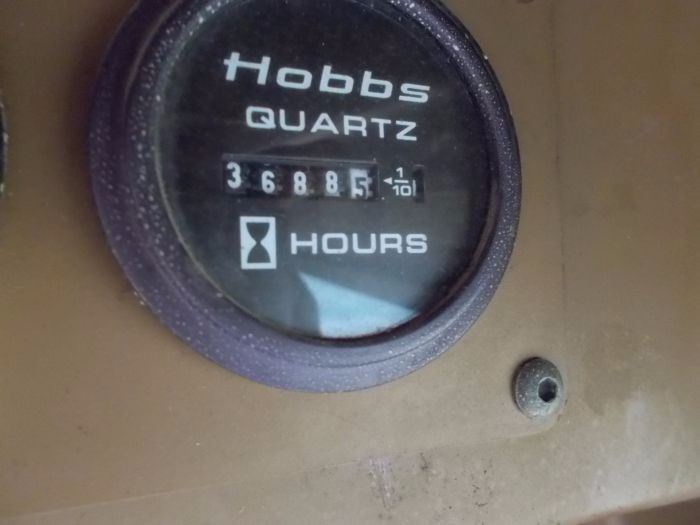 Hobbs
QUARTZ
36885 ◄1/10
HOURS